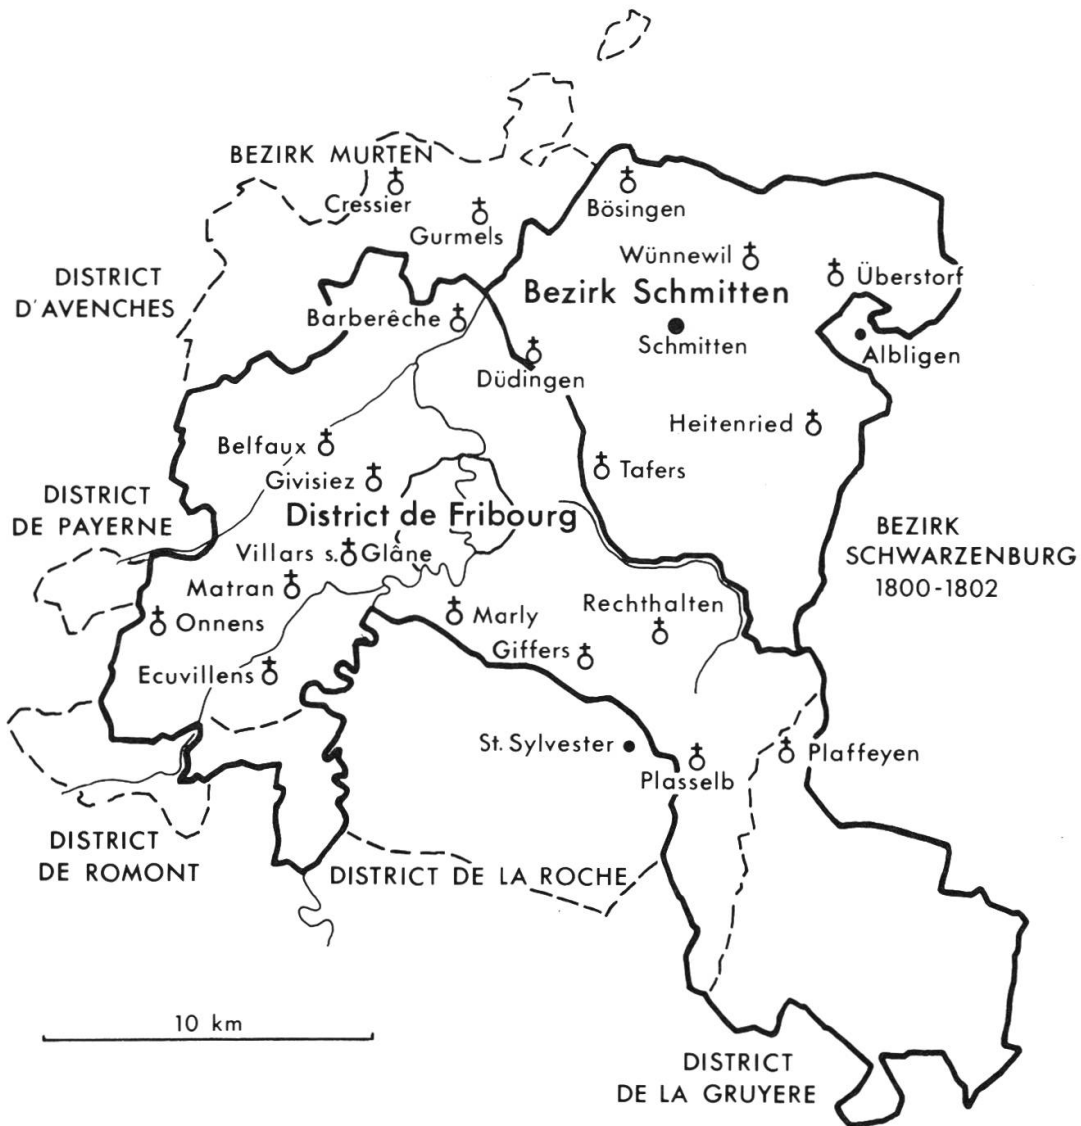 BEZIRK MURTEN
Cressier
Gurmels
Bösingen
Wünnewil
Überstorf
DISTRICT
D'AVENCHES
Bezirk Schmitten
Barberêche
Schmitten
Albligen
Düdingen
Heitenried
Belfaux
Tafers
Givisiez
DISTRICT
DE PAYERNE
District de Fribourg
BEZIRK
SCHWARZENBURG
1800-1802
Villars s. Glâne
Matran
Rechthalten
Onnens
Marly
Giffers
Ecuvillens
St. Sylvester
Plaffeyen
Plasselb
DISTRICT
DE ROMONT
DISTRICT DE LA ROCHE
10 km
DISTRICT
DE LA GRUYERE